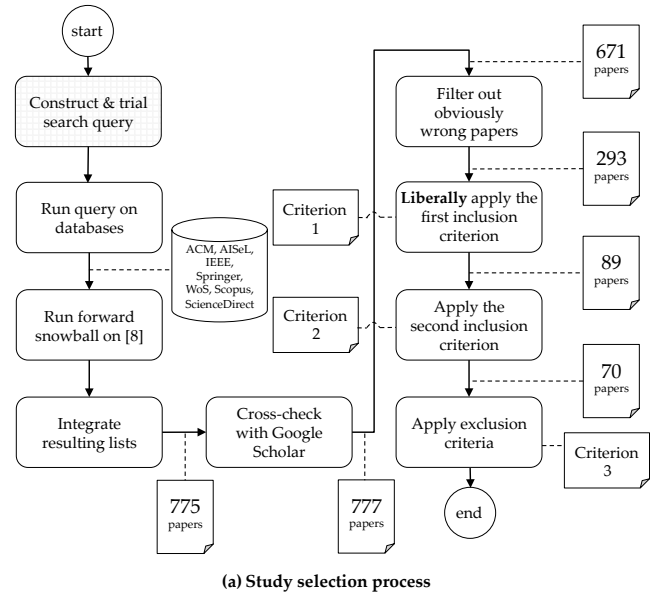 start
Construct & trial
search query
Run query on
databases
ACM, AISeL,
IEEE,
Springer,
WoS, Scopus,
ScienceDirect
Run forward
snowball on [8]
Integrate
resulting lists
775
papers
Cross-check
with Google
Scholar
777
papers
671
papers
Filter out
obviously
wrong papers
293
papers
Criterion
1
Liberally apply the
first inclusion
criterion
89
papers
Criterion
2
Apply the
second inclusion
criterion
70
papers
Apply exclusion
criteria
Criterion
3
end
(a) Study selection process